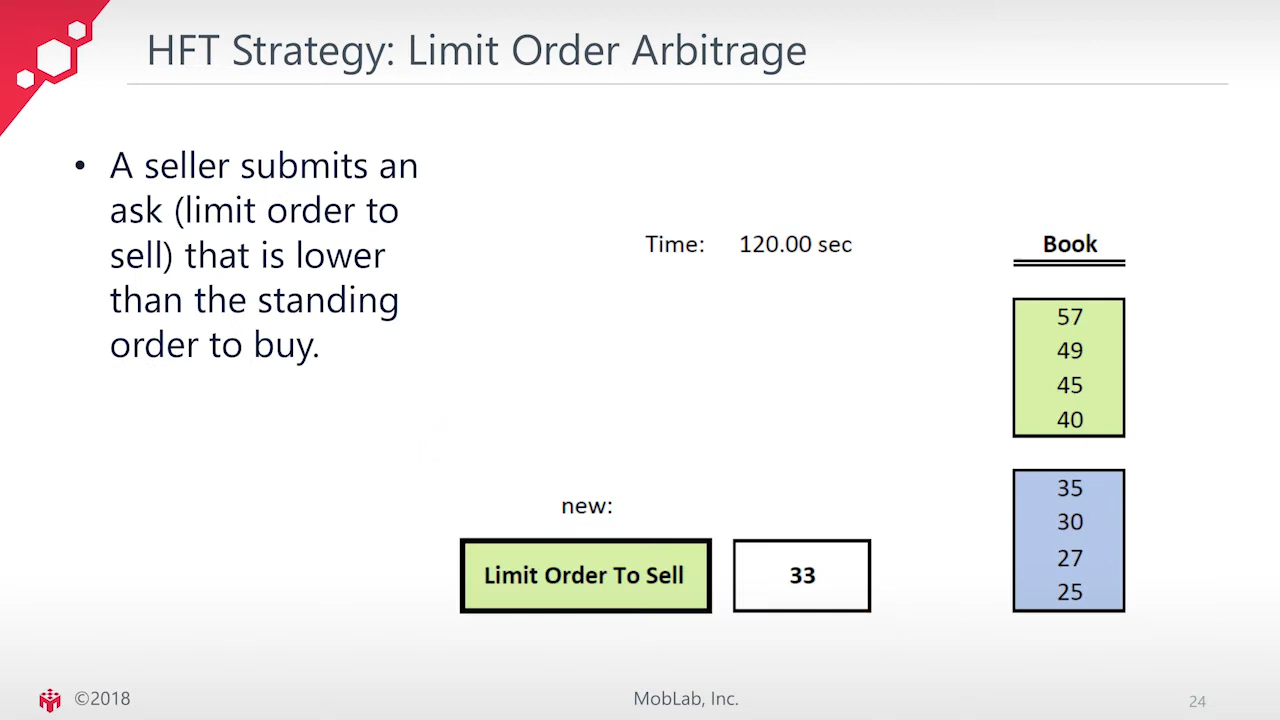 HFT Strategy: Limit Order Arbitrage
• A seller submits an
ask (limit order to
sell) that is lower
than the standing
order to buy.
Time: 120.00 sec
Book
57
49
45
40
35
30
27
25
new:
Limit Order To Sell
33
©2018
MobLab, Inc.
24